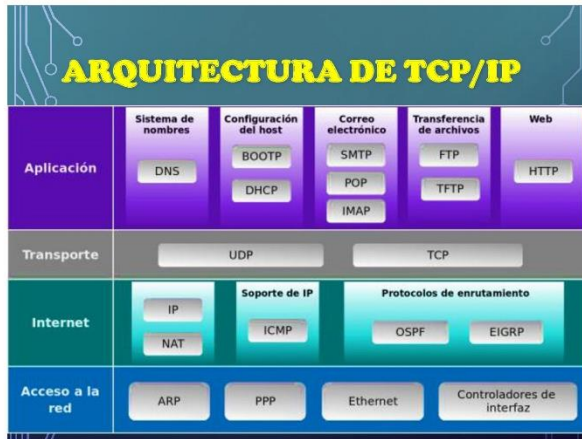 ARQUITECTURA DE TCP/IP
Aplicación
Sistema de
nombres
DNS
Configuración
del host
BOOTP
DHCP
Correo
electrónico
SMTP
POP
IMAP
Transferencia
de archivos
FTP
TFTP
Web
HTTP
Transporte
UDP
TCP
Internet
IP
NAT
Soporte de IP
ICMP
Protocolos de enrutamiento
OSPF
EIGRP
Acceso a la
red
ARP
PPP
Ethernet
Controladores de
interfaz